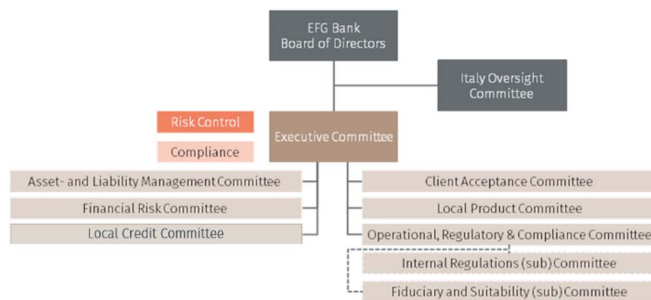 EFG Bank
Board of Directors
Italy Oversight
Committee
Risk Control
Executive Committee
Compliance
Asset- and Liability Management Committee
Client Acceptance Committee
Financial Risk Committee
Local Product Committee
Local Credit Committee
Operational, Regulatory & Compliance Committee
Internal Regulations (sub) Committee
Fiduciary and Suitability (sub) Committee